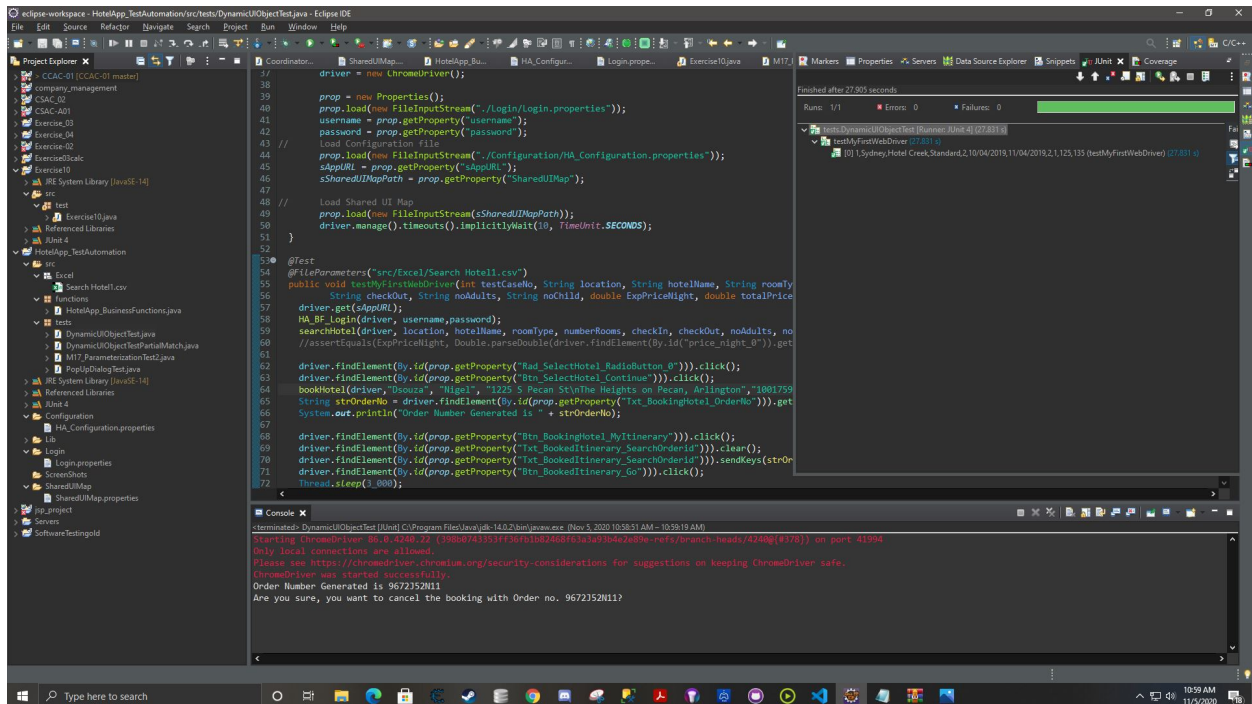 eclipse-workspace - HotelApp_TestAutomation/src/tests/DynamicUIObjectTest.java - Eclipse IDE
File Edit Source Refactor Navigate Search Project Run Window Help
C/C++
Project Explorer
CCAC-01 [CCAC-01 master]
company_management
CSAC_02
CSAC-A01
Exercise_03
Exercise_04
Exercise-02
Exercise03calc
Exercise10
JRE System Library [JavaSE-14]
src
test
Exercise10.java
Referenced Libraries
JUnit 4
HotelApp_TestAutomation
src
Excel
Search Hotel1.csv
functions
HotelApp_BusinessFunctions.java
tests
DynamicUIObjectTest.java
DynamicUIObjectTestPartialMatch.java
M17_ParameterizationTest2.java
PopUpDialogTest.java
JRE System Library [JavaSE-14]
Referenced Libraries
JUnit 4
Configuration
HA_Configuration.properties
Lib
Login
Login.properties
ScreenShots
SharedUIMap
SharedUIMap.properties
jsp_project
Servers
SoftwareTestingold
Coordinator... SharedUIMap.... HotelApp_Bu... HA_Configur... Login.prope... Exercise10.java M17_
37 driver = new ChromeDriver();
38
39 prop = new Properties();
40 prop.load(new FileInputStream("./Login/Login.properties"));
41 username = prop.getProperty("username");
42 password = prop.getProperty("password");
43 // Load Configuration file
44 prop.load(new FileInputStream("./Configuration/HA_Configuration.properties"));
45 sAppURL = prop.getProperty("sAppURL");
46 sSharedUIMapPath = prop.getProperty("SharedUIMap");
47
48 // Load Shared UI Map
49 prop.load(new FileInputStream(sSharedUIMapPath));
50 driver.manage().timeouts().implicitlyWait(10, TimeUnit.SECONDS);
51 }
52
53 @Test
54 @FileParameters("src/Excel/Search Hotel1.csv")
55 public void testMyFirstWebDriver(int testCaseNo, String location, String hotelName, String roomTy
56 String checkOut, String noAdults, String noChild, double ExpPriceNight, double totalPrice
57 driver.get(sAppURL);
58 HA_BF_Login(driver, username,password);
59 searchHotel(driver, location, hotelName, roomType, numberRooms, checkIn, checkOut, noAdults, no
60 //assertEquals(ExpPriceNight, Double.parseDouble(driver.findElement(By.id("price_night_0")).get
61
62 driver.findElement(By.id(prop.getProperty("Rad_SelectHotel_RadioButton_0"))).click();
63 driver.findElement(By.id(prop.getProperty("Btn_SelectHotel_Continue"))).click();
64 bookHotel(driver,"Dsouza", "Nigel", "1225 S Pecan St\nThe Heights on Pecan, Arlington","1001759
65 String strOrderNo = driver.findElement(By.id(prop.getProperty("Txt_BookingHotel_OrderNo"))).get
66 System.out.println("Order Number Generated is " + strOrderNo);
67
68 driver.findElement(By.id(prop.getProperty("Btn_BookingHotel_MyItinerary"))).click();
69 driver.findElement(By.id(prop.getProperty("Txt_BookedItinerary_SearchOrderid"))).clear();
70 driver.findElement(By.id(prop.getProperty("Txt_BookedItinerary_SearchOrderid"))).sendKeys(strOr
71 driver.findElement(By.id(prop.getProperty("Btn_BookedItinerary_Go"))).click();
72 Thread.sleep(3_000);
Markers Properties Servers Data Source Explorer Snippets JUnit Coverage
Finished after 27.905 seconds
Runs: 1/1 Errors: 0 Failures: 0
tests.DynamicUIObjectTest [Runner: JUnit 4] (27.831 s)
Fai
testMyFirstWebDriver (27.831 s)
[0] 1,Sydney,Hotel Creek,Standard,2,10/04/2019,11/04/2019,2,1,125,135 (testMyFirstWebDriver) (27.831 s)
Console
<terminated> DynamicUIObjectTest [JUnit] C:\Program Files\Java\jdk-14.0.2\bin\javaw.exe (Nov 5, 2020 10:58:51 AM – 10:59:19 AM)
Starting ChromeDriver 86.0.4240.22 (398b0743353ff36fb1b82468f63a3a93b4e2e89e-refs/branch-heads/4240@{#378}) on port 41994
Only local connections are allowed.
Please see https://chromedriver.chromium.org/security-considerations for suggestions on keeping ChromeDriver safe.
ChromeDriver was started successfully.
Order Number Generated is 9672J52N11
Are you sure, you want to cancel the booking with Order no. 9672J52N11?
Type here to search
10:59 AM
11/5/2020